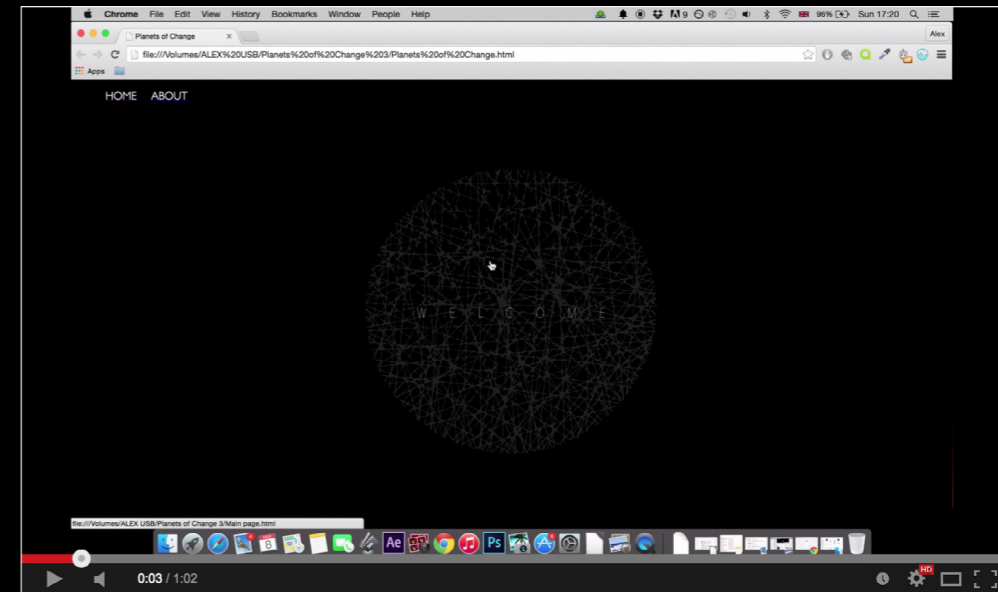 Chrome File Edit View History Bookmarks Window People Help 9 96% Sun 17:20
Planets of Change x Alex
file:///Volumes/ALEX%20USB/Planets%20of%20Change%203/Planets%20of%20Change.html
Apps
HOME ABOUT
W E L C O M E
file:///Volumes/ALEX USB/Planets of Change 3/Main page.html
8 Ae Ps
0:03 / 1:02 HD